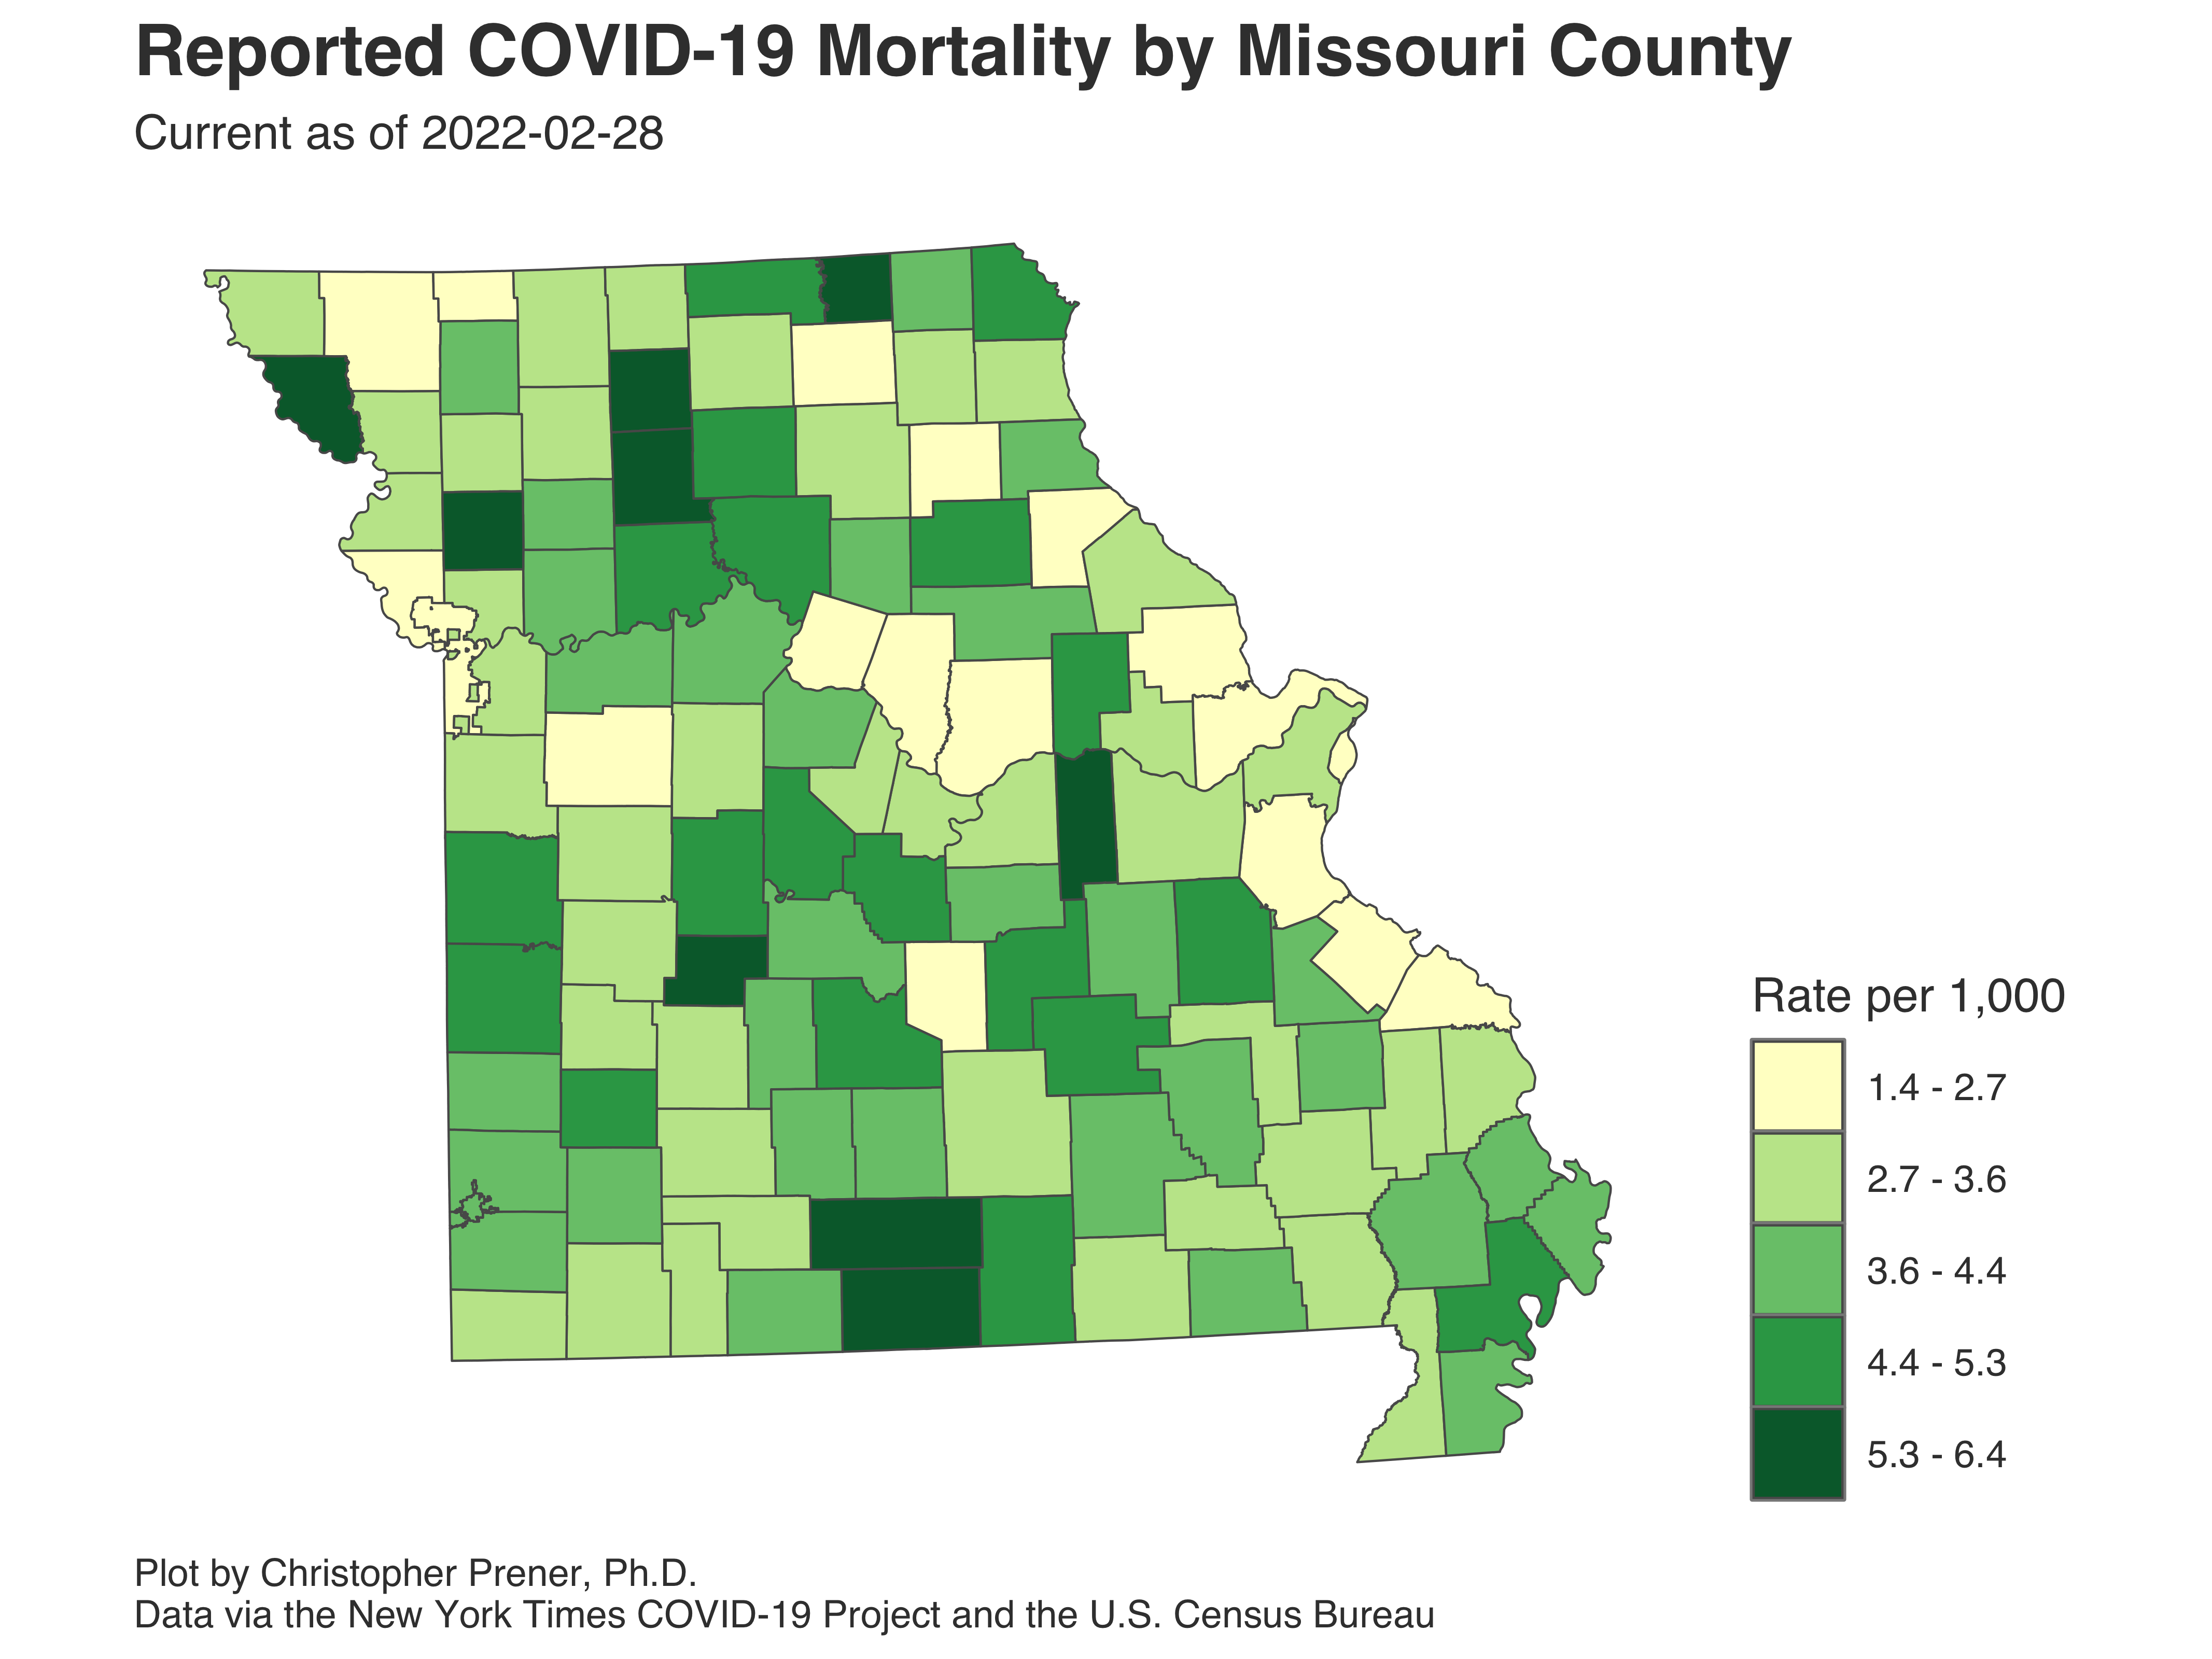 Reported COVID-19 Mortality by Missouri County
Current as of 2022-02-28
Rate per 1,000
1.4 - 2.7
2.7 - 3.6
3.6 - 4.4
4.4 - 5.3
5.3 - 6.4
Plot by Christopher Prener, Ph.D.
Data via the New York Times COVID-19 Project and the U.S. Census Bureau